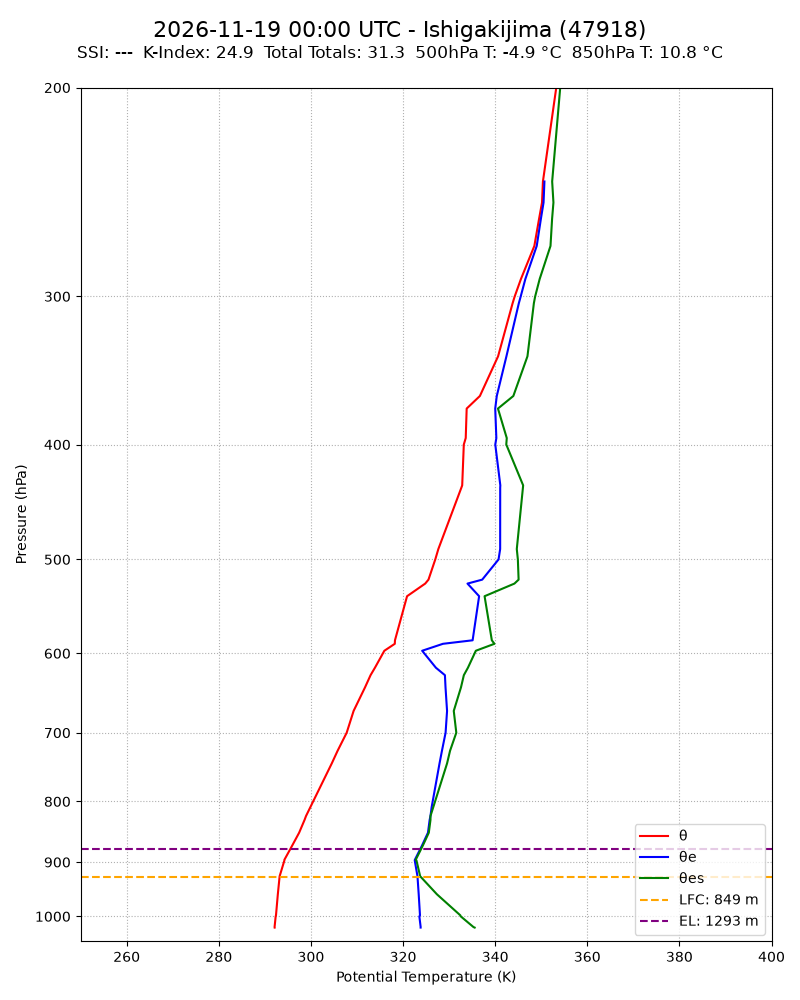 2026-11-19 00:00 UTC - Ishigakijima (47918)
SSI: ---  K-Index: 24.9  Total Totals: 31.3  500hPa T: -4.9 °C  850hPa T: 10.8 °C
200
300
400
500
600
700
800
900
1000
Pressure (hPa)
260 280 300 320 340 360 380 400
Potential Temperature (K)
θ
θe
θes
LFC: 849 m
EL: 1293 m